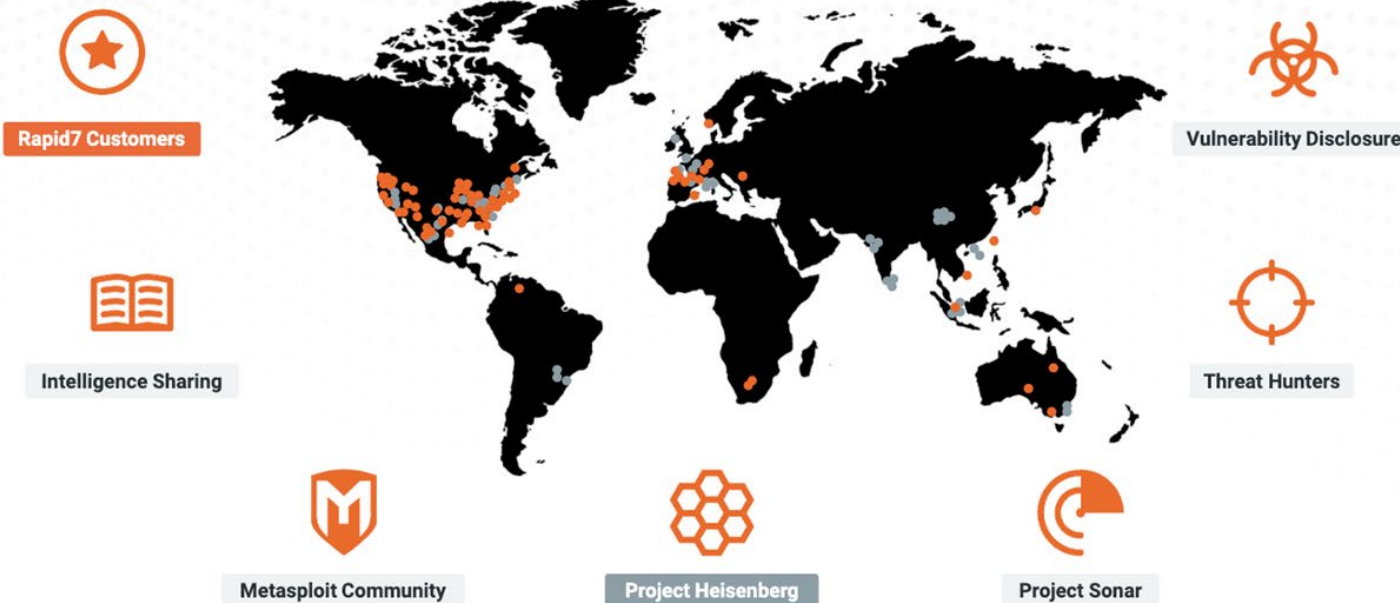 Rapid7 Customers
Vulnerability Disclosure
Intelligence Sharing
Threat Hunters
Metasploit Community
Project Heisenberg
Project Sonar